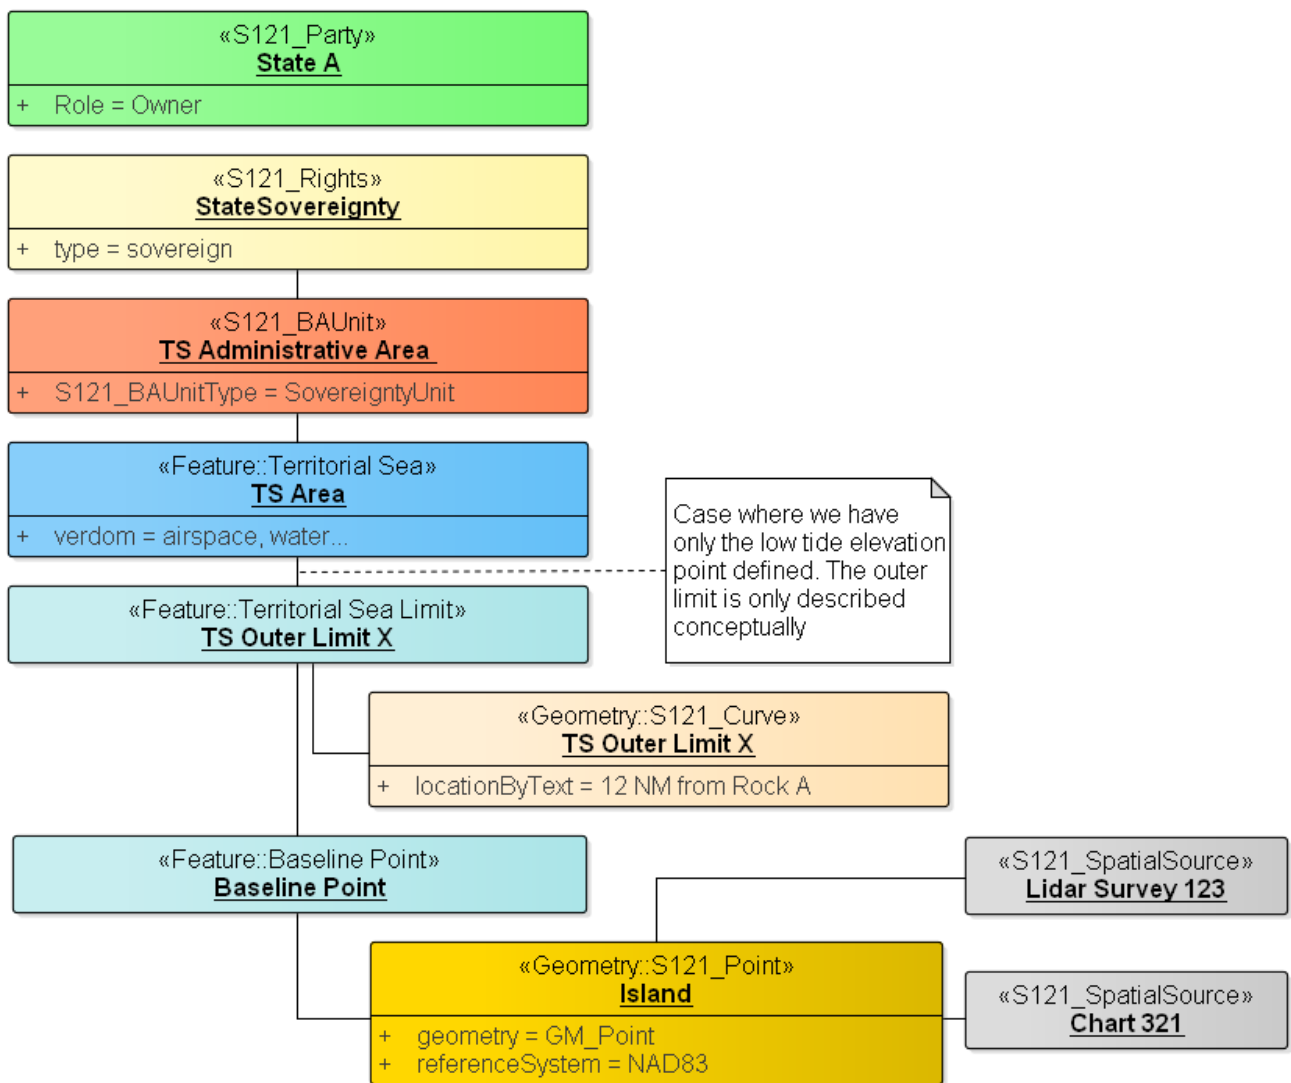 «S121_Party»
State A
+ Role = Owner
«S121_Rights»
StateSovereignty
+ type = sovereign
«S121_BAUnit»
TS Administrative Area
+ S121_BAUnitType = SovereigntyUnit
«Feature::Territorial Sea»
TS Area
+ verdom = airspace, water...
Case where we have
only the low tide elevation
point defined. The outer
limit is only described
conceptually
«Feature::Territorial Sea Limit»
TS Outer Limit X
«Geometry::S121_Curve»
TS Outer Limit X
+ locationByText = 12 NM from Rock A
«Feature::Baseline Point»
Baseline Point
«S121_SpatialSource»
Lidar Survey 123
«Geometry::S121_Point»
Island
+ geometry = GM_Point
+ referenceSystem = NAD83
«S121_SpatialSource»
Chart 321